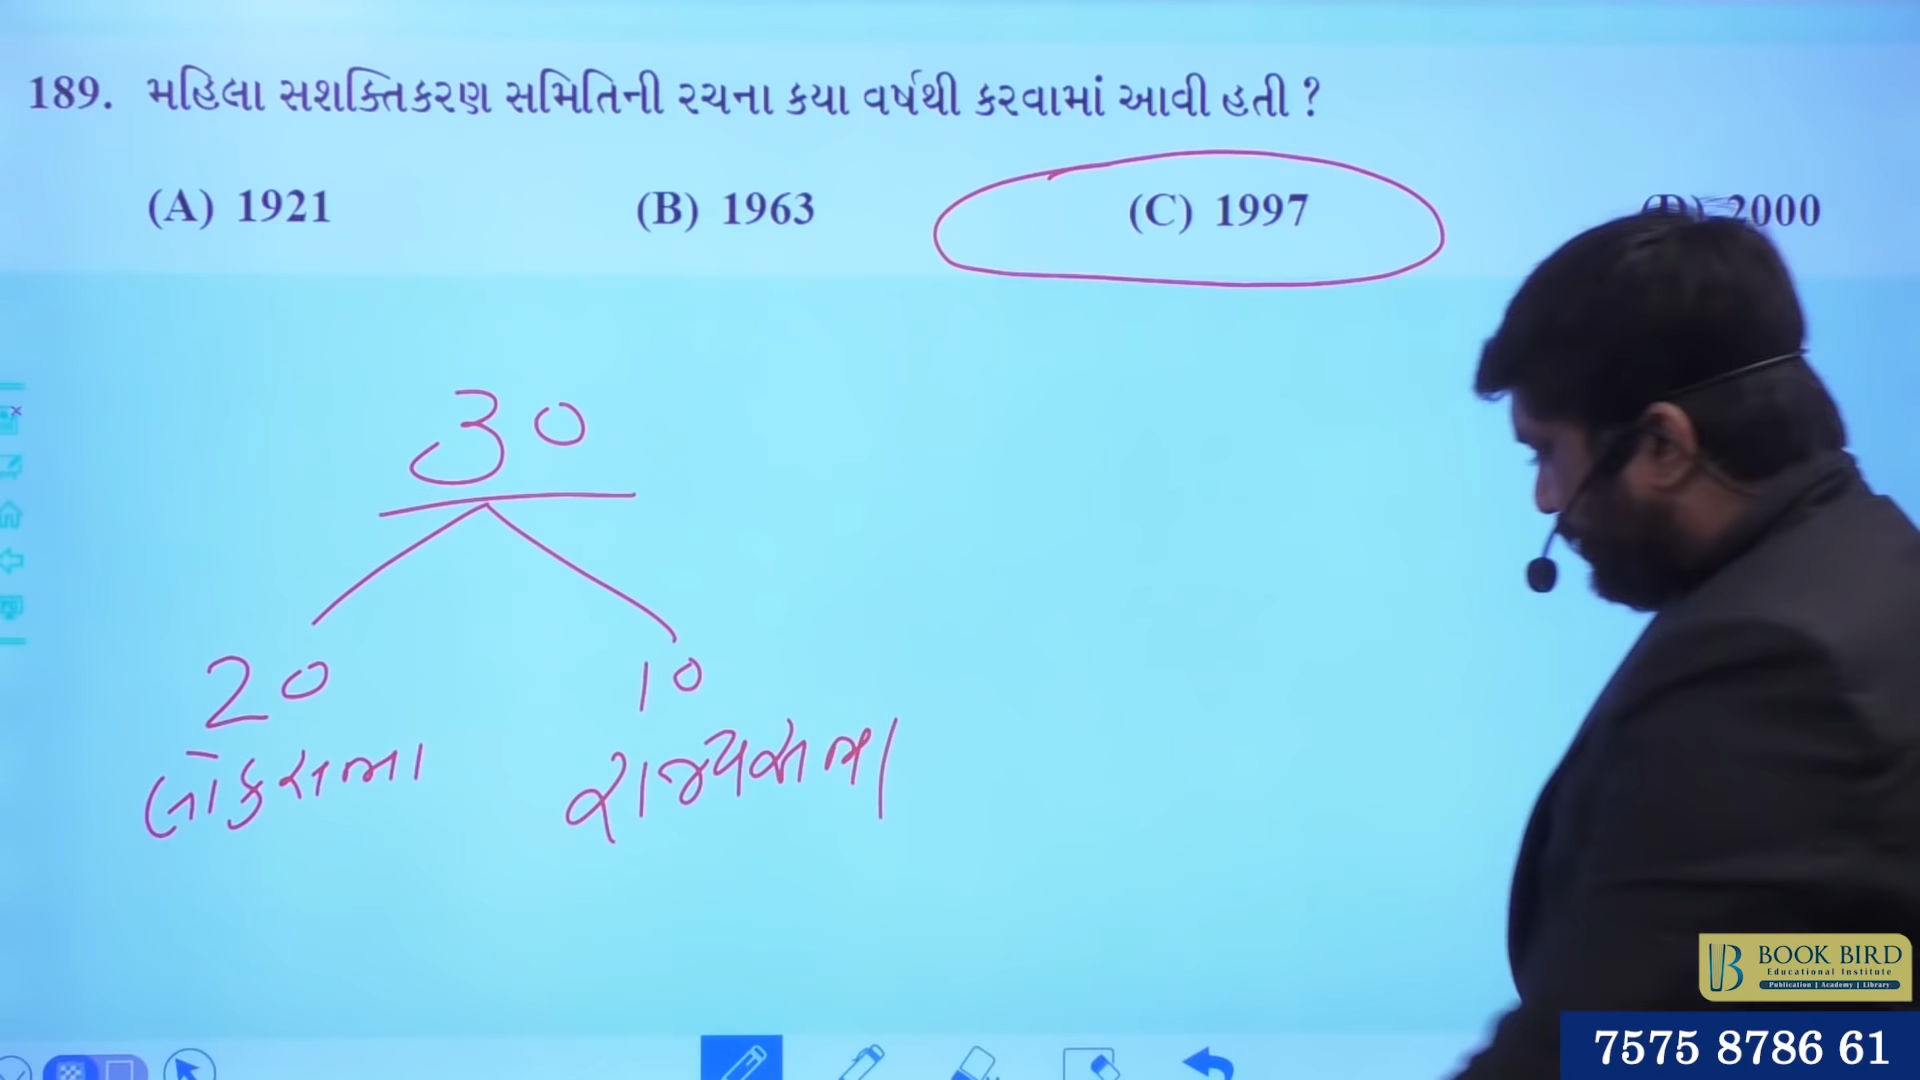 189. મહિલા સશક્તિકરણ સમિતિની રચના કયા વર્ષથી કરવામાં આવી હતી ?
(A) 1921 (B) 1963 (C) 1997 (D) 2000
30
20 10
લોકસભા રાજ્યસભા
BOOK BIRD
Educational Institute
Publication | Academy | Library
7575 8786 61